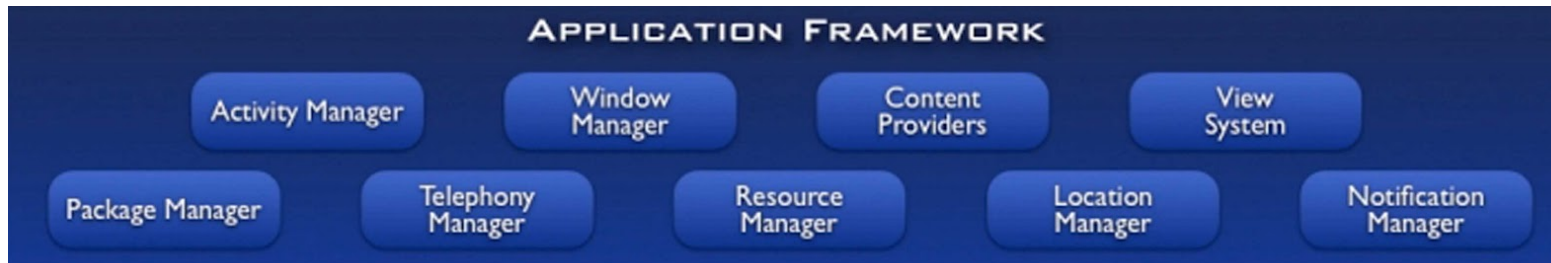 APPLICATION FRAMEWORK
Activity Manager
Window
Manager
Content
Providers
View
System
Package Manager
Telephony
Manager
Resource
Manager
Location
Manager
Notification
Manager